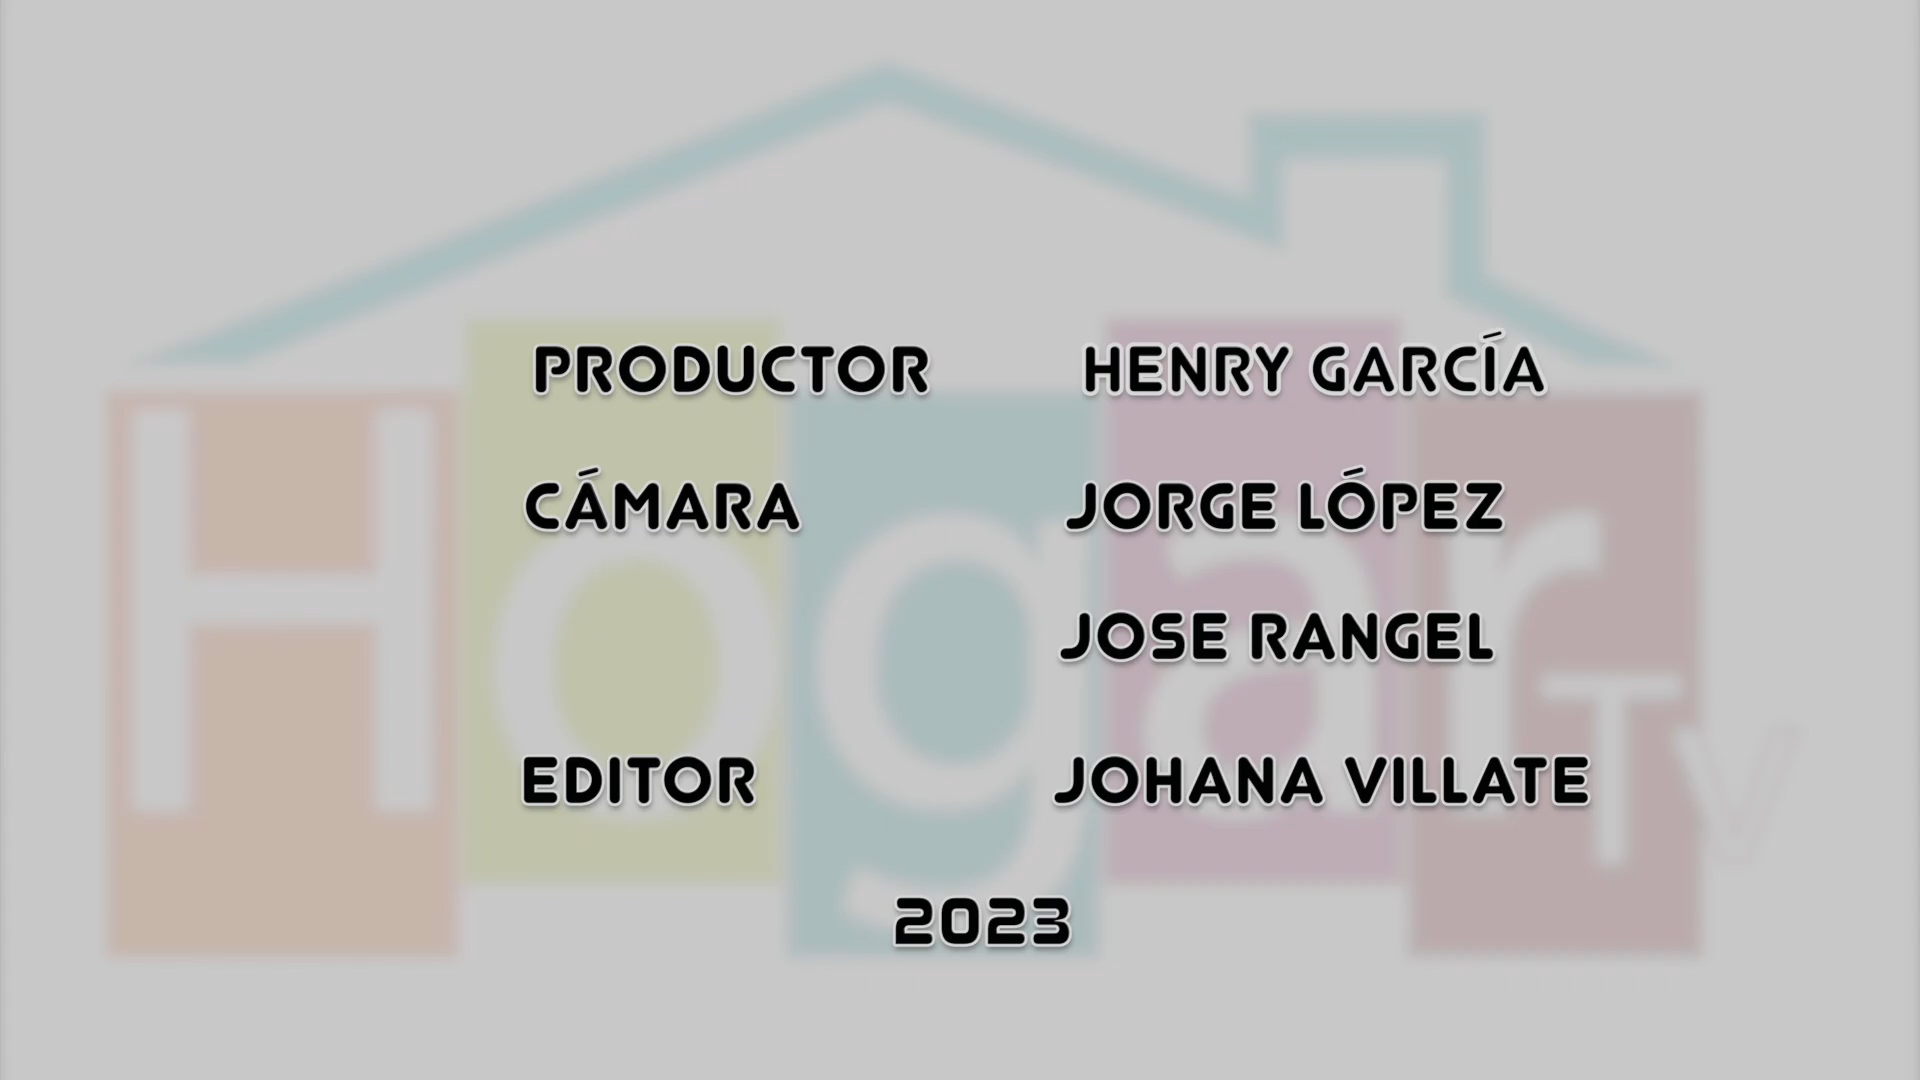 PRODUCTOR HENRY GARCÍA
CÁMARA JORGE LÓPEZ
JOSE RANGEL
EDITOR JOHANA VILLATE
2023
Hogar TV